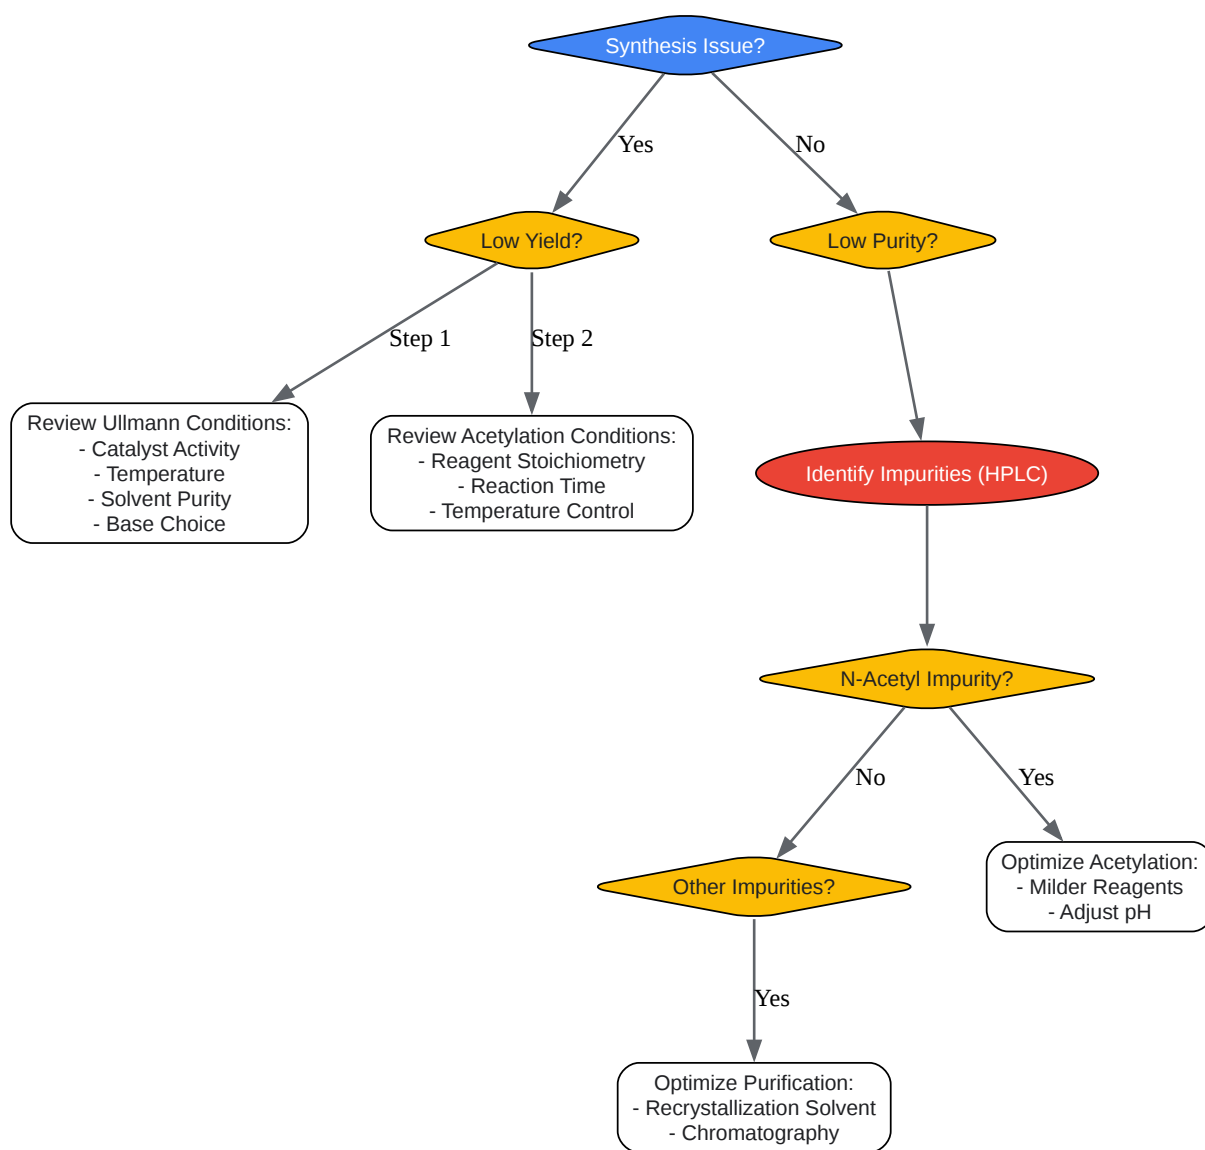 Synthesis Issue?
Yes
No
Low Yield?
Low Purity?
Step 1
Step 2
Review Ullmann Conditions:
- Catalyst Activity
- Temperature
- Solvent Purity
- Base Choice
Review Acetylation Conditions:
- Reagent Stoichiometry
- Reaction Time
- Temperature Control
Identify Impurities (HPLC)
N-Acetyl Impurity?
No
Yes
Other Impurities?
Optimize Acetylation:
- Milder Reagents
- Adjust pH
Yes
Optimize Purification:
- Recrystallization Solvent
- Chromatography